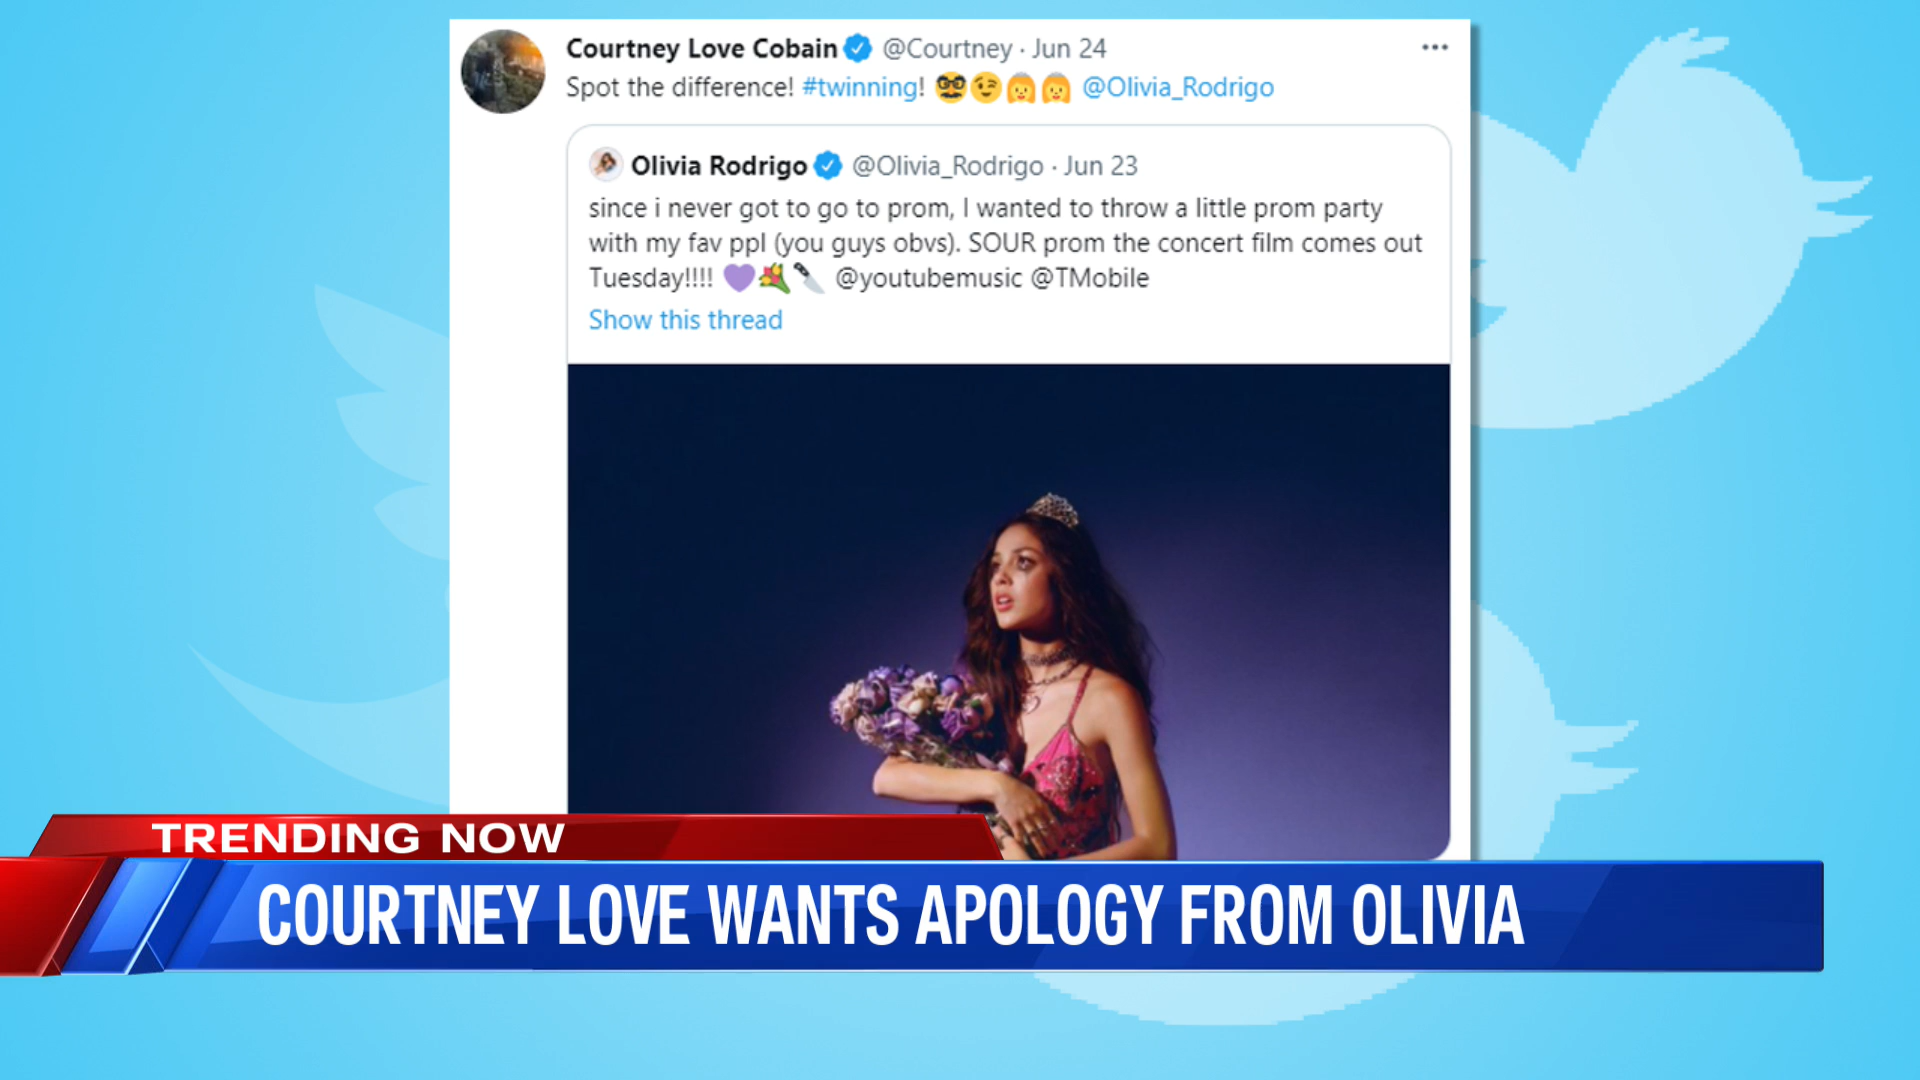 Courtney Love Cobain @Courtney · Jun 24
Spot the difference! #twinning! 🥸😉👸👸 @Olivia_Rodrigo
Olivia Rodrigo @Olivia_Rodrigo · Jun 23
since i never got to go to prom, I wanted to throw a little prom party
with my fav ppl (you guys obvs). SOUR prom the concert film comes out
Tuesday!!!! 💜💐🔪 @youtubemusic @TMobile
Show this thread
TRENDING NOW
COURTNEY LOVE WANTS APOLOGY FROM OLIVIA